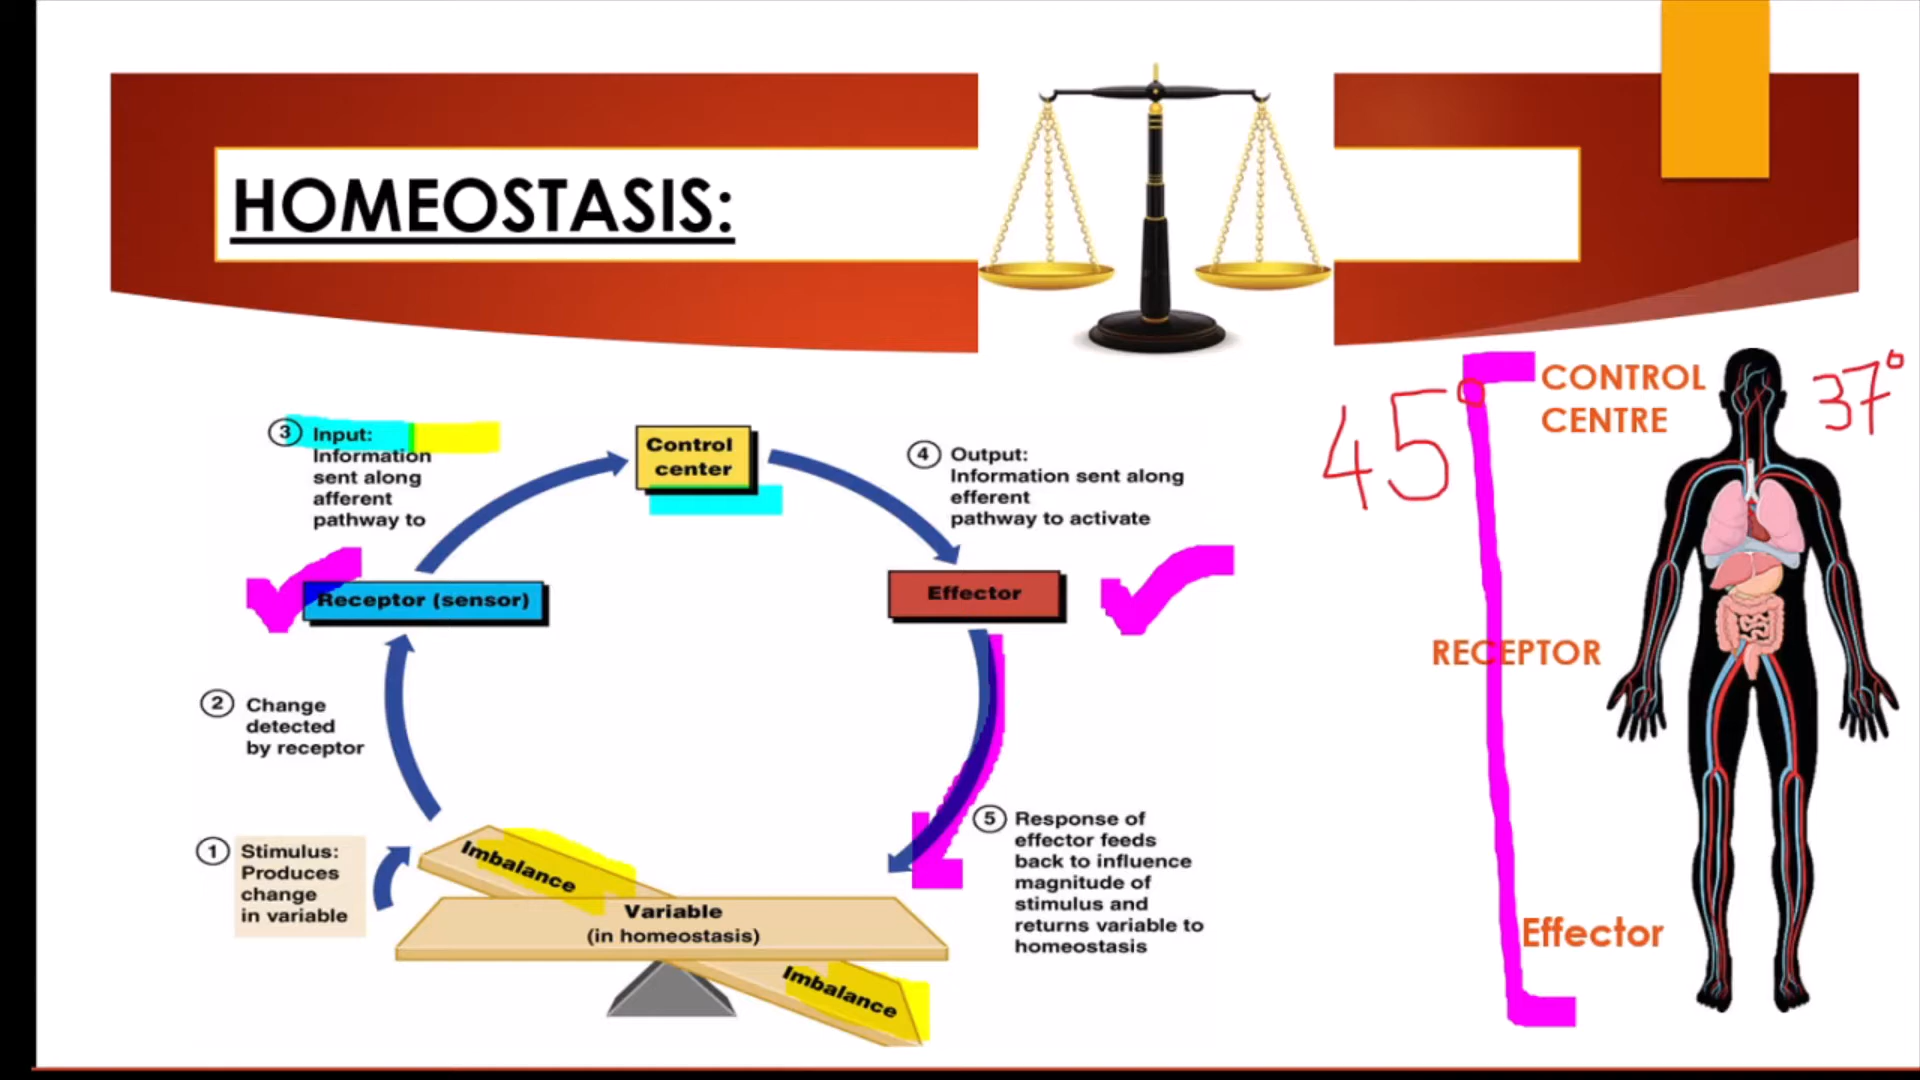 HOMEOSTASIS:
3 Input:
Information
sent along
afferent
pathway to
Control
center
4 Output:
Information sent along
efferent
pathway to activate
Receptor (sensor)
Effector
2 Change
detected
by receptor
1 Stimulus:
Produces
change
in variable
Imbalance
Variable
(in homeostasis)
Imbalance
5 Response of
effector feeds
back to influence
magnitude of
stimulus and
returns variable to
homeostasis
45°
CONTROL
CENTRE
37°
RECEPTOR
Effector